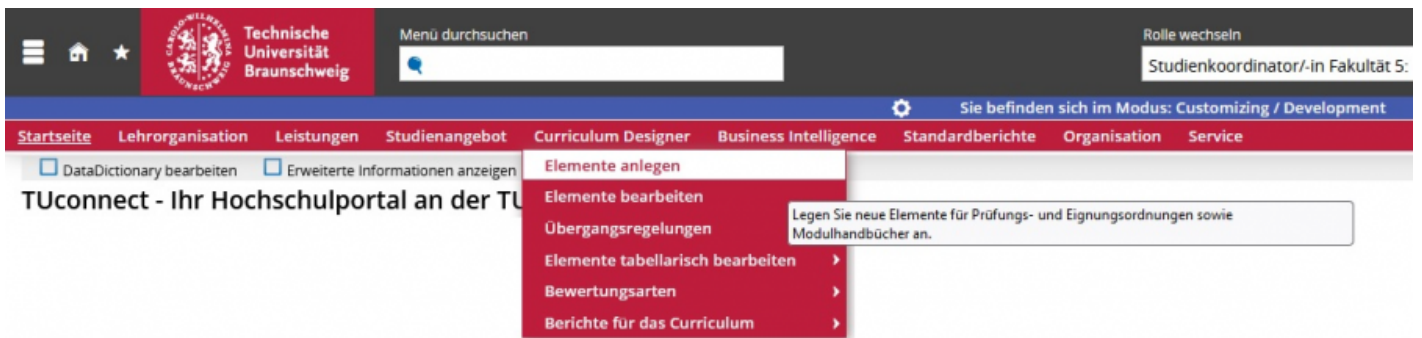 Technische
Universität
Braunschweig
Menü durchsuchen
Rolle wechseln
Studienkoordinator/-in Fakultät 5:
Sie befinden sich im Modus: Customizing / Development
Startseite Lehrorganisation Leistungen Studienangebot Curriculum Designer Business Intelligence Standardberichte Organisation Service
DataDictionary bearbeiten Erweiterte Informationen anzeigen
Elemente anlegen
TUconnect - Ihr Hochschulportal an der TU
Elemente bearbeiten
Legen Sie neue Elemente für Prüfungs- und Eignungsordnungen sowie
Modulhandbücher an.
Übergangsregelungen
Elemente tabellarisch bearbeiten
Bewertungsarten
Berichte für das Curriculum